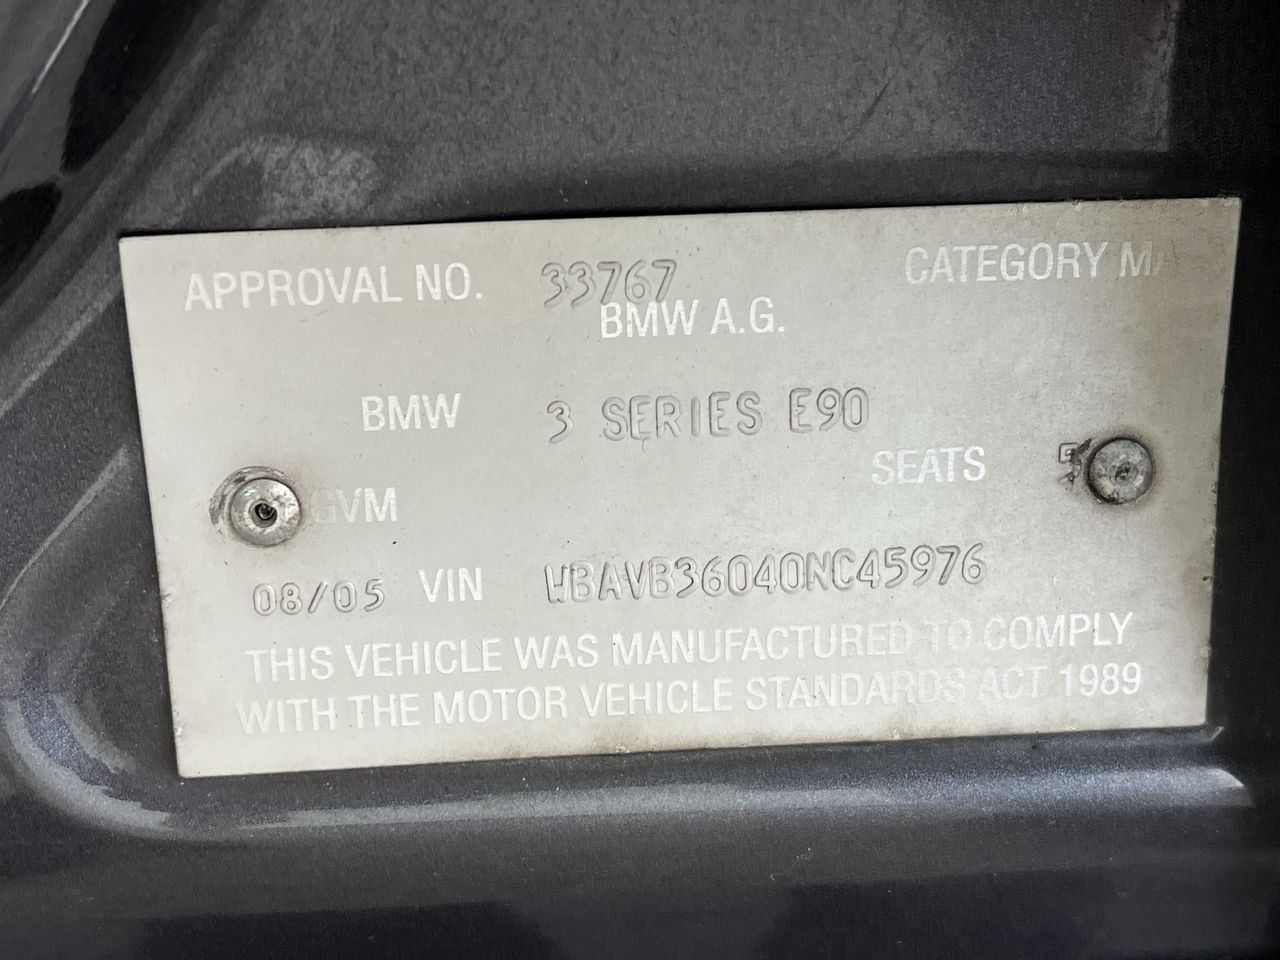 APPROVAL NO. 33767 CATEGORY MA
BMW A.G.
BMW 3 SERIES E90
SEATS 5
GVM
08/05 VIN WBAVB36040NC45976
THIS VEHICLE WAS MANUFACTURED TO COMPLY
WITH THE MOTOR VEHICLE STANDARDS ACT 1989